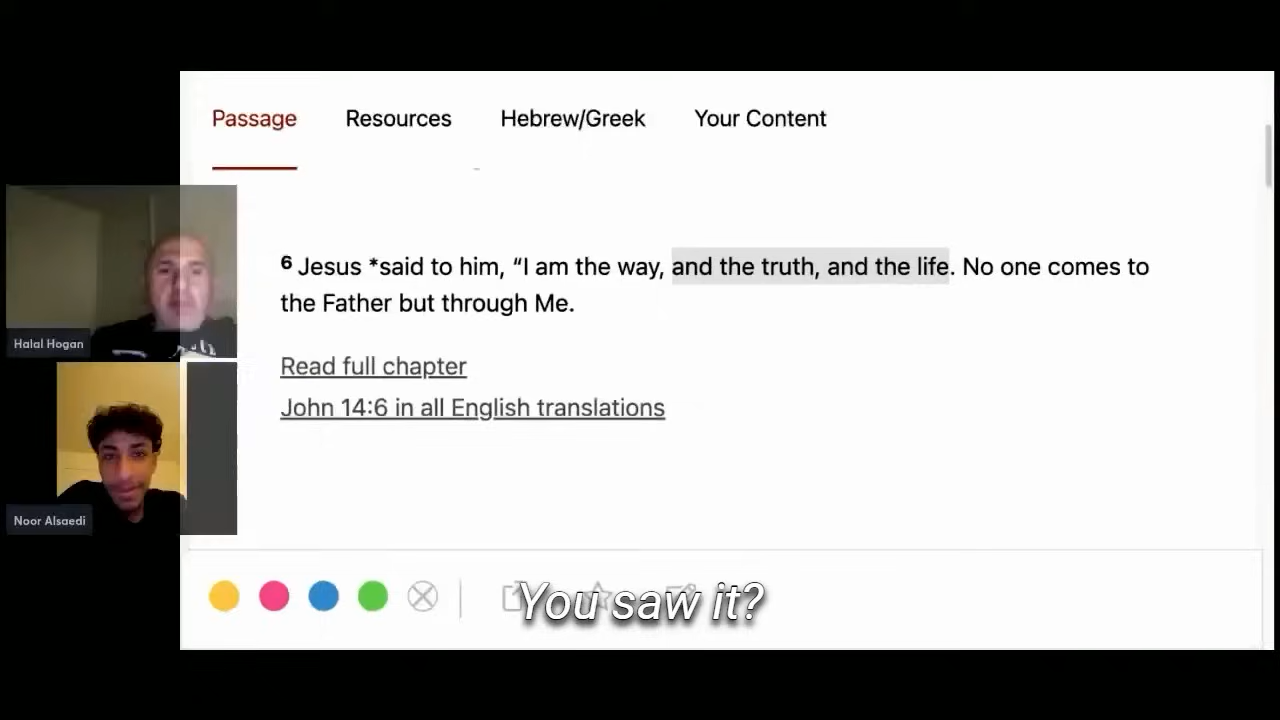 Passage Resources Hebrew/Greek Your Content
6 Jesus *said to him, “I am the way, and the truth, and the life. No one comes to
the Father but through Me.
Halal Hogan
Read full chapter
John 14:6 in all English translations
Noor Alsaedi
You saw it?